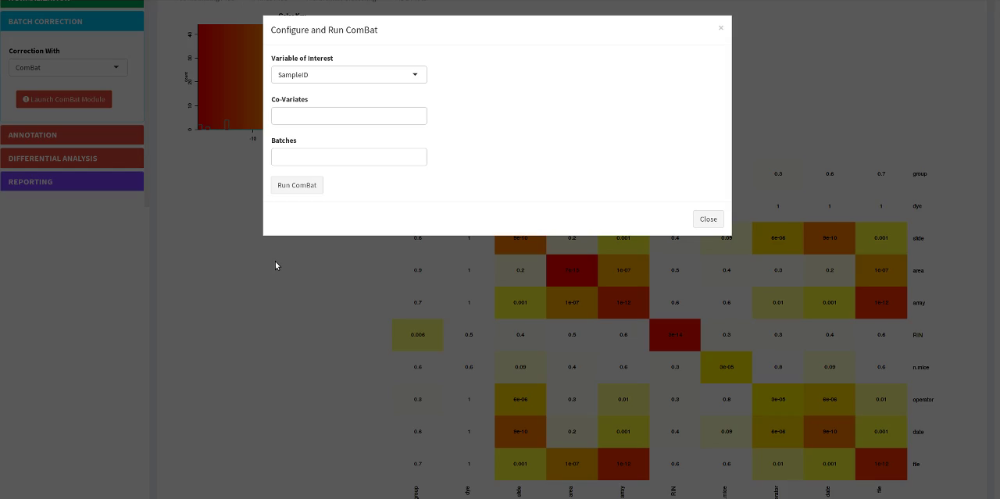 BATCH CORRECTION
Correction With
ComBat
Launch ComBat Module
ANNOTATION
DIFFERENTIAL ANALYSIS
REPORTING
Configure and Run ComBat
×
Variable of Interest
SampleID
Co-Variates
Batches
Run ComBat
Close
40
30
20
10
0
-10
0.3 0.6 0.7 group
1 1 1 dye
0.6 1 9e-10 0.2 0.001 0.4 0.09 6e-06 9e-10 0.001 slide
0.9 1 0.2 1e-07 0.5 0.4 0.3 0.2 1e-07 area
0.7 1 0.001 1e-07 1e-12 0.6 0.6 0.01 0.001 1e-12 array
0.006 0.5 0.4 0.5 0.6 0.3 0.3 0.4 0.6 RIN
0.6 0.6 0.09 0.4 0.6 0.3 3e-05 0.8 0.09 0.6 n.mice
0.3 1 6e-06 0.3 0.01 0.3 0.8 3e-05 6e-06 0.01 operator
0.6 1 9e-10 0.2 0.001 0.4 0.09 6e-06 9e-10 0.001 date
0.7 1 0.001 1e-07 1e-12 0.6 0.6 0.01 0.001 1e-12 file
group dye slide area array RIN date file